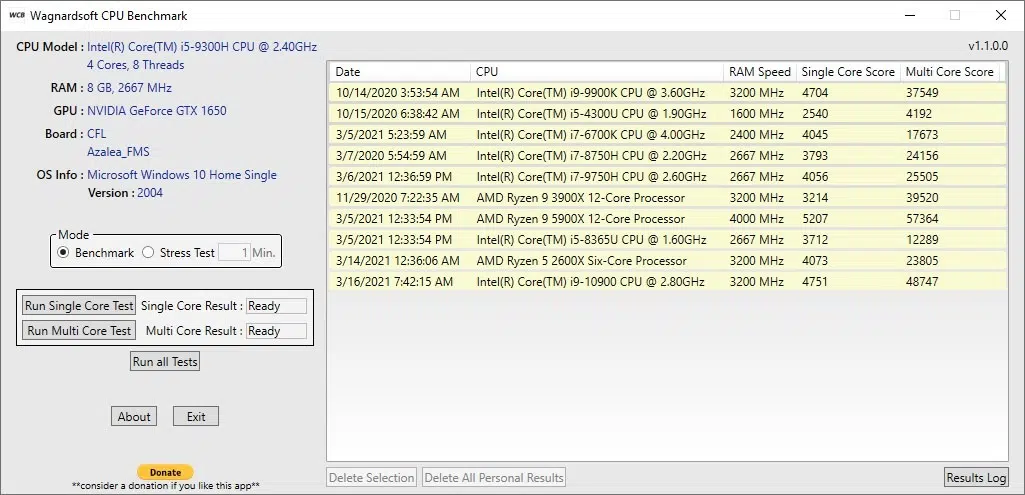 WCB Wagnardsoft CPU Benchmark
v1.1.0.0
CPU Model : Intel(R) Core(TM) i5-9300H CPU @ 2.40GHz
4 Cores, 8 Threads
RAM : 8 GB, 2667 MHz
GPU : NVIDIA GeForce GTX 1650
Board : CFL
Azalea_FMS
OS Info : Microsoft Windows 10 Home Single
Version : 2004
Mode
Benchmark Stress Test 1 Min.
Run Single Core Test Single Core Result : Ready
Run Multi Core Test Multi Core Result : Ready
Run all Tests
About Exit
Donate
**consider a donation if you like this app**
Date CPU RAM Speed Single Core Score Multi Core Score
10/14/2020 3:53:54 AM Intel(R) Core(TM) i9-9900K CPU @ 3.60GHz 3200 MHz 4704 37549
10/15/2020 6:38:42 AM Intel(R) Core(TM) i5-4300U CPU @ 1.90GHz 1600 MHz 2540 4192
3/5/2021 5:23:59 AM Intel(R) Core(TM) i7-6700K CPU @ 4.00GHz 2400 MHz 4045 17673
3/7/2020 5:54:59 AM Intel(R) Core(TM) i7-8750H CPU @ 2.20GHz 2667 MHz 3793 24156
3/6/2021 12:36:59 PM Intel(R) Core(TM) i7-9750H CPU @ 2.60GHz 2667 MHz 4056 25505
11/29/2020 7:22:35 AM AMD Ryzen 9 3900X 12-Core Processor 3200 MHz 3214 39520
3/5/2021 12:33:54 PM AMD Ryzen 9 5900X 12-Core Processor 4000 MHz 5207 57364
3/5/2021 12:33:54 PM Intel(R) Core(TM) i5-8365U CPU @ 1.60GHz 2667 MHz 3712 12289
3/14/2021 12:36:06 AM AMD Ryzen 5 2600X Six-Core Processor 3200 MHz 4073 23805
3/16/2021 7:42:15 AM Intel(R) Core(TM) i9-10900 CPU @ 2.80GHz 3200 MHz 4751 48747
Delete Selection Delete All Personal Results Results Log